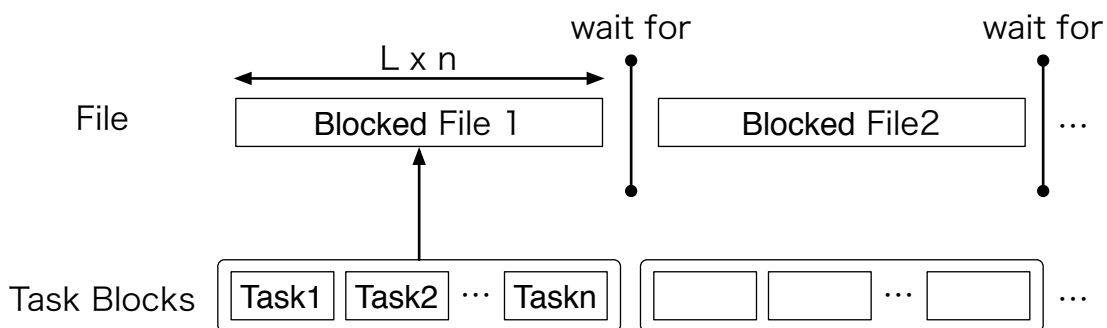 wait for wait for
L x n
File Blocked File 1 Blocked File2 …
Task Blocks Task1 Task2 … Taskn … …